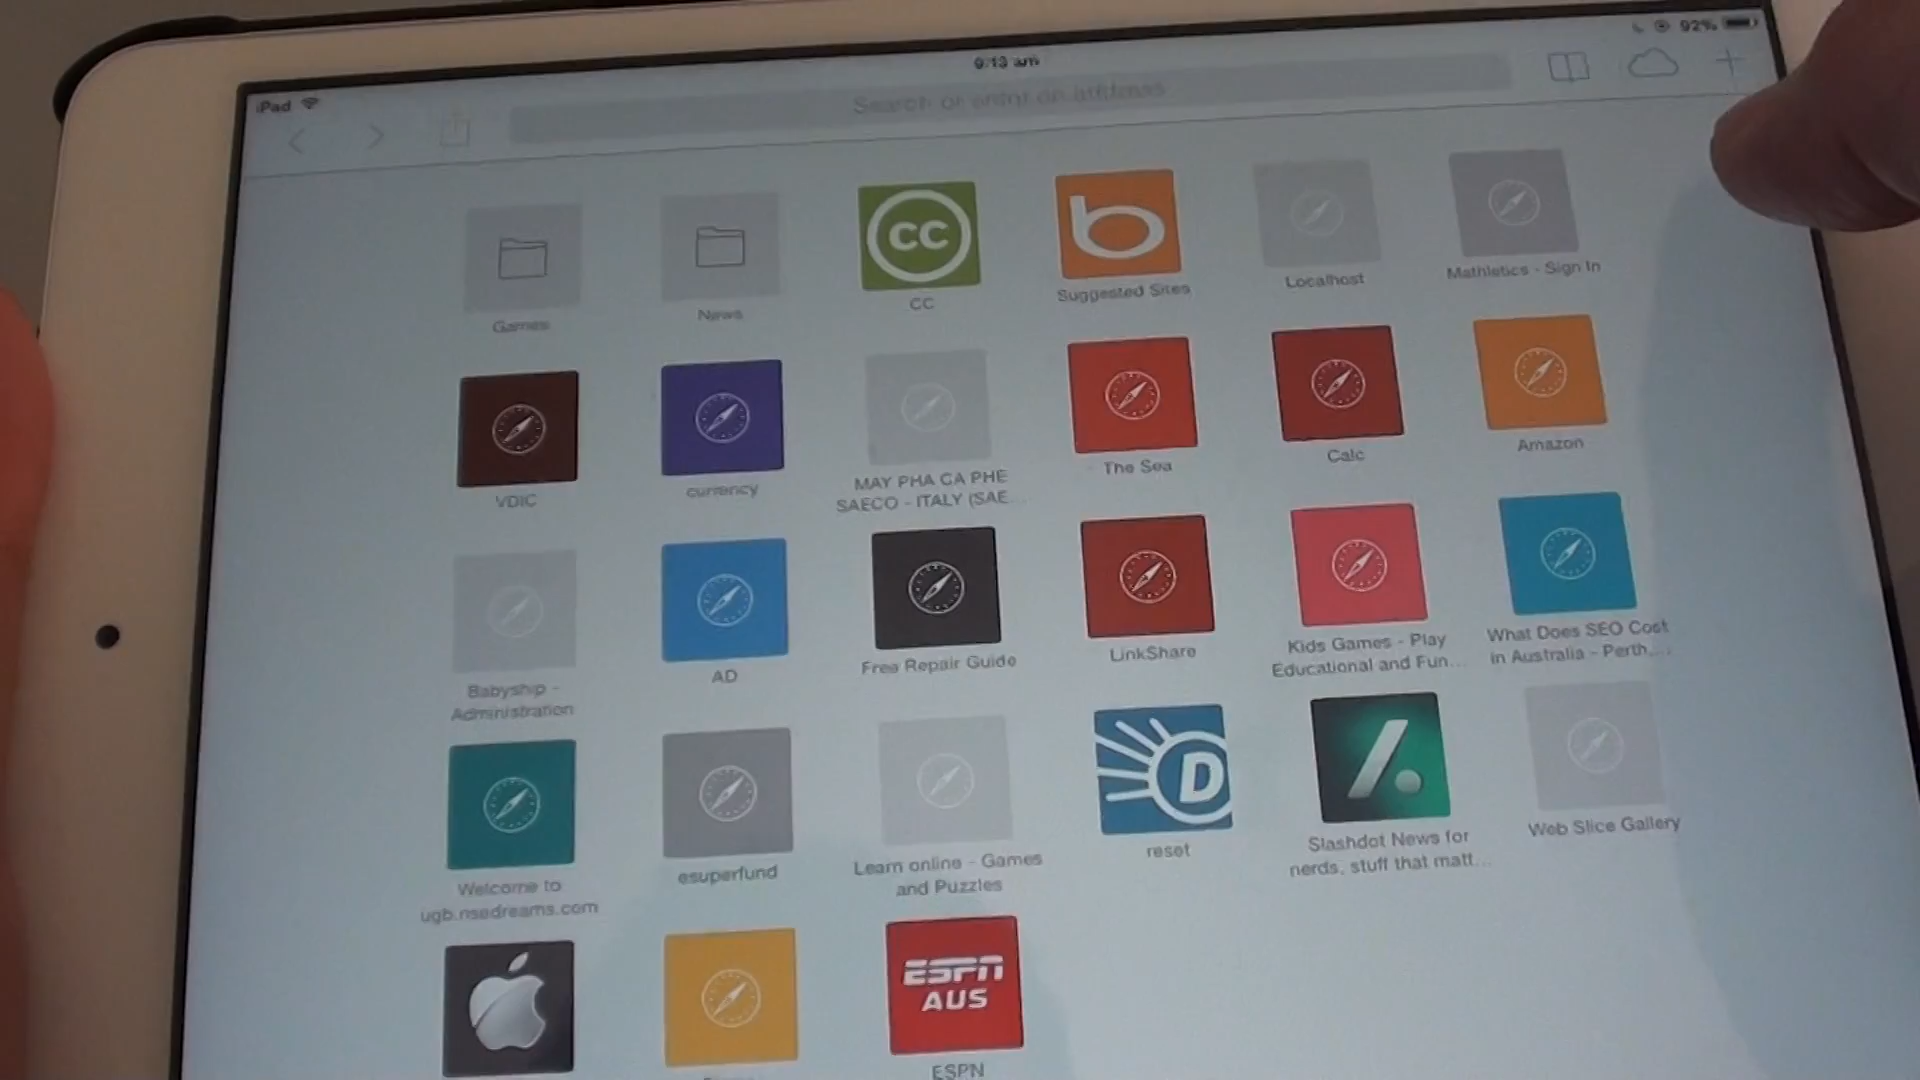 iPad
9:13 am
92%
Search or enter an address
Games
News
CC
CC
b
Suggested Sites
Localhost
Mathletics - Sign In
VDIC
currency
MAY PHA CA PHE
SAECO - ITALY (SAE...
The Sea
Calc
Amazon
Babyship -
Administration
AD
Free Repair Guide
LinkShare
Kids Games - Play
Educational and Fun...
What Does SEO Cost
in Australia - Perth,...
Welcome to
ugb.nsedreams.com
esuperfund
Learn online - Games
and Puzzles
D
reset
Slashdot News for
nerds, stuff that matt...
Web Slice Gallery
ESPN
AUS
ESPN